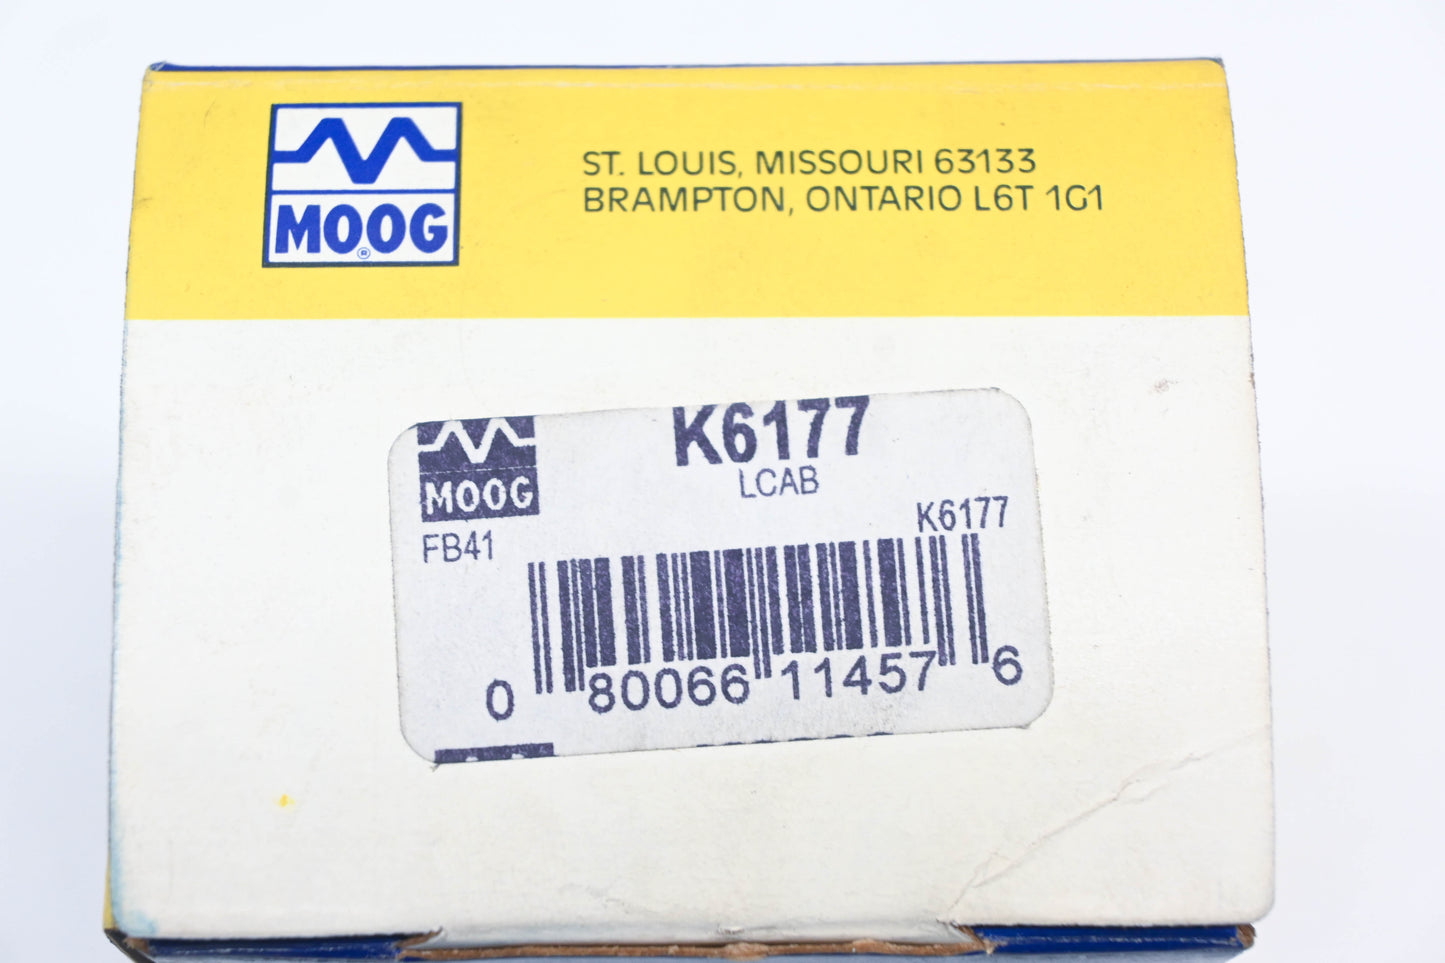 MOOG®
ST. LOUIS, MISSOURI 63133
BRAMPTON, ONTARIO L6T 1G1
MOOG
K6177
LCAB
FB41
K6177
0 80066 11457 6